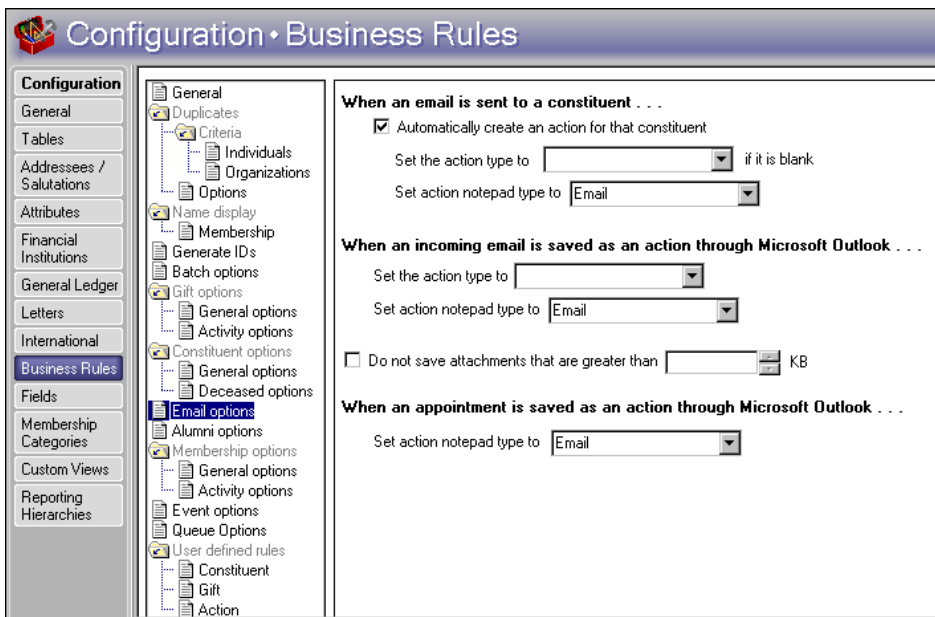 Configuration • Business Rules
Configuration
General
Tables
Addressees /
Salutations
Attributes
Financial
Institutions
General Ledger
Letters
International
Business Rules
Fields
Membership
Categories
Custom Views
Reporting
Hierarchies
General
Duplicates
Criteria
Individuals
Organizations
Options
Name display
Membership
Generate IDs
Batch options
Gift options
General options
Activity options
Constituent options
General options
Deceased options
Email options
Alumni options
Membership options
General options
Activity options
Event options
Queue Options
User defined rules
Constituent
Gift
Action
When an email is sent to a constituent . . .
Automatically create an action for that constituent
Set the action type to if it is blank
Set action notepad type to Email
When an incoming email is saved as an action through Microsoft Outlook . . .
Set the action type to
Set action notepad type to Email
Do not save attachments that are greater than KB
When an appointment is saved as an action through Microsoft Outlook . . .
Set action notepad type to Email